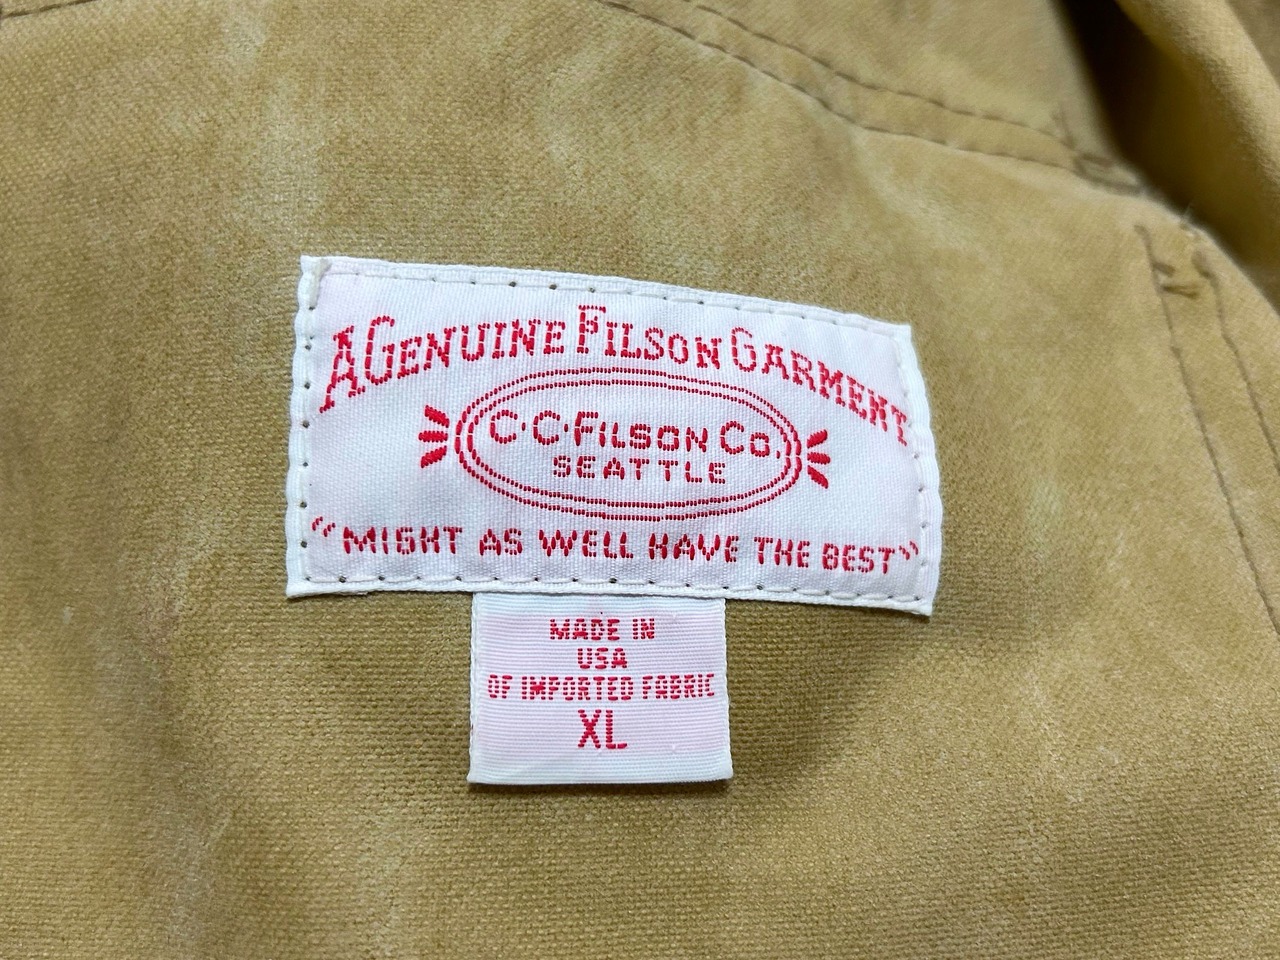 A GENUINE FILSON GARMENT
C·C·FILSON CO.
SEATTLE
"MIGHT AS WELL HAVE THE BEST"
MADE IN
USA
OF IMPORTED FABRIC
XL